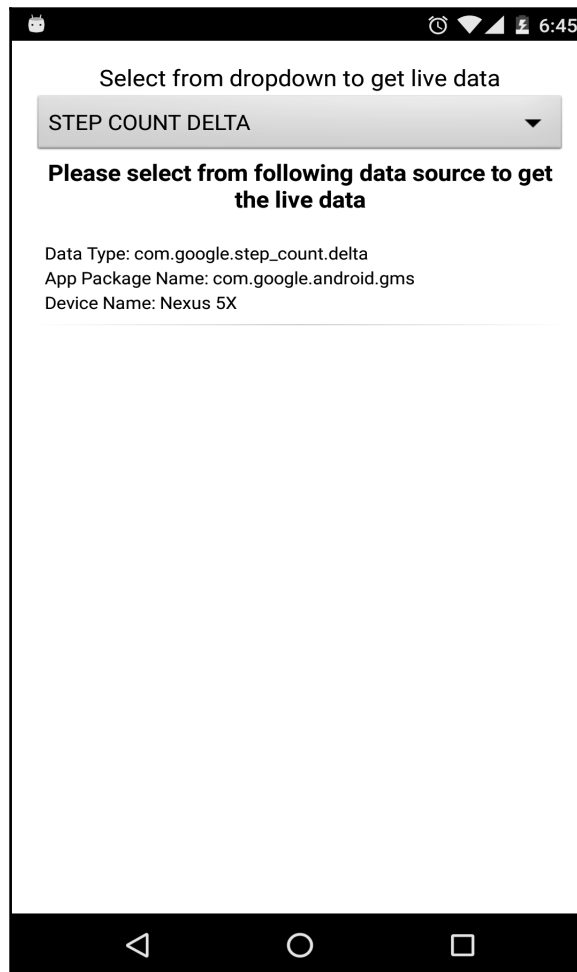 6:45
Select from dropdown to get live data
STEP COUNT DELTA
Please select from following data source to get
the live data
Data Type: com.google.step_count.delta
App Package Name: com.google.android.gms
Device Name: Nexus 5X